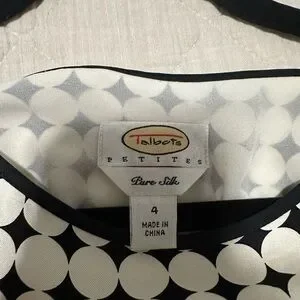 Talbots
PETITES
Pure Silk
4
MADE IN
CHINA